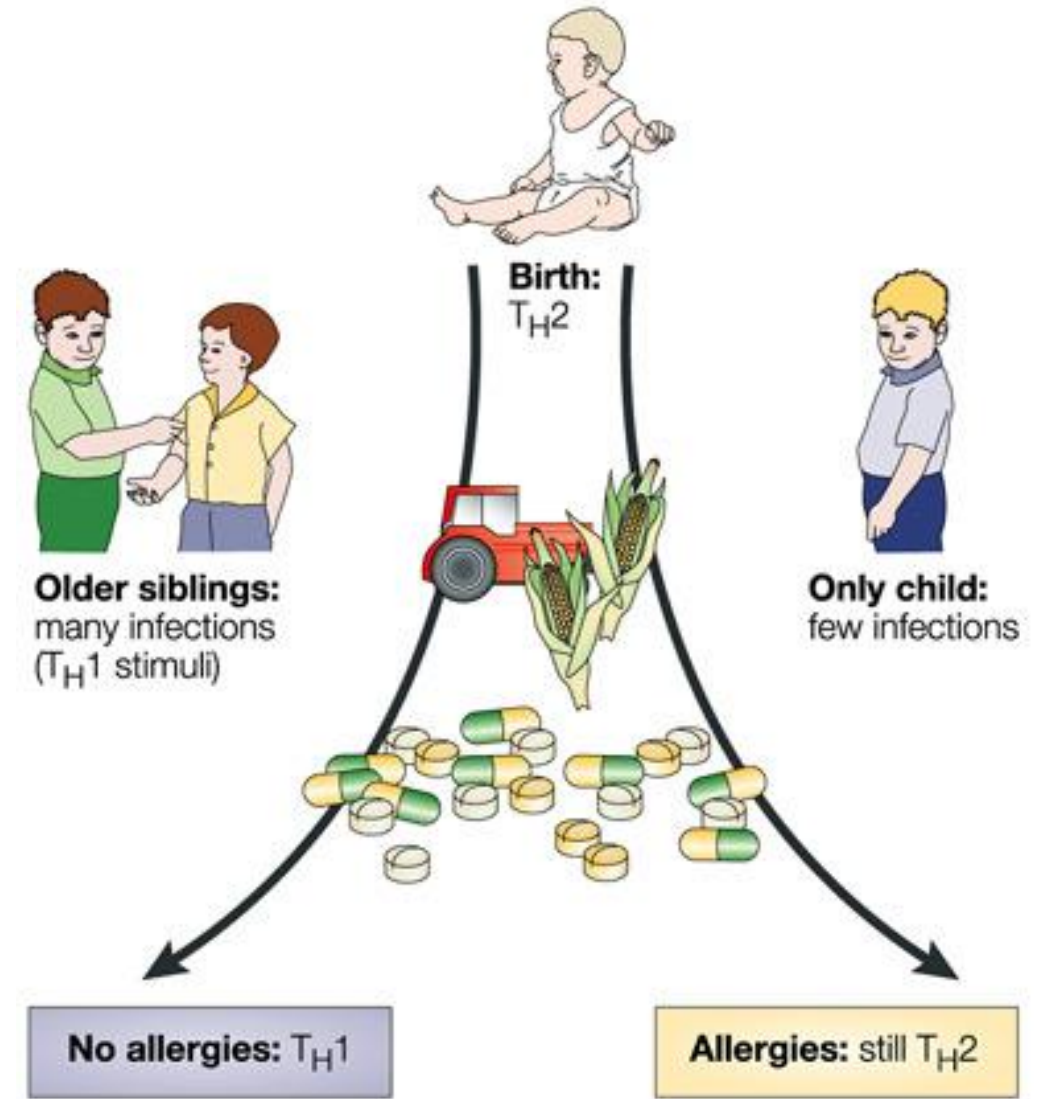 Birth:
TH2
Older siblings:
many infections
(TH1 stimuli)
Only child:
few infections
No allergies: TH1
Allergies: still TH2